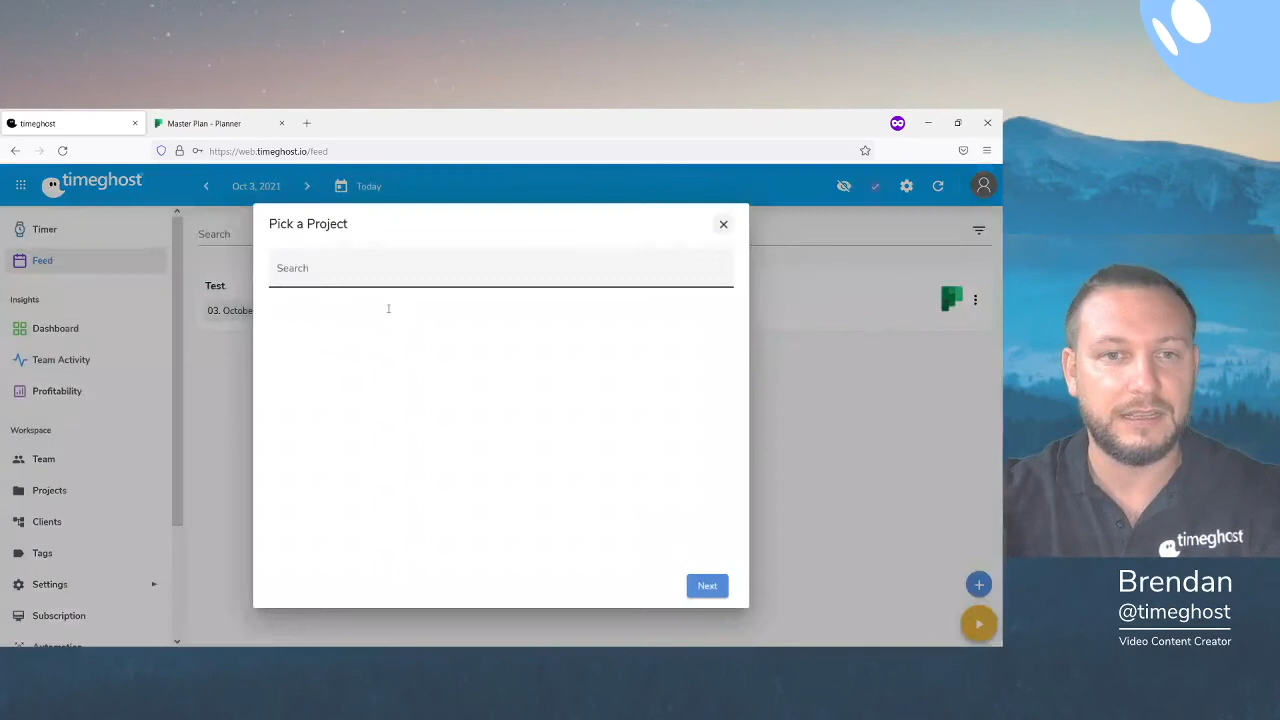 timeghost
Master Plan - Planner
https://web.timeghost.io/feed
timeghost
Oct 3, 2021
Today
Timer
Feed
Insights
Dashboard
Team Activity
Profitability
Workspace
Team
Projects
Clients
Tags
Settings
Subscription
Automation
Search
Test
03. Octobe
Pick a Project
Search
Next
timeghost
Brendan
@timeghost
Video Content Creator